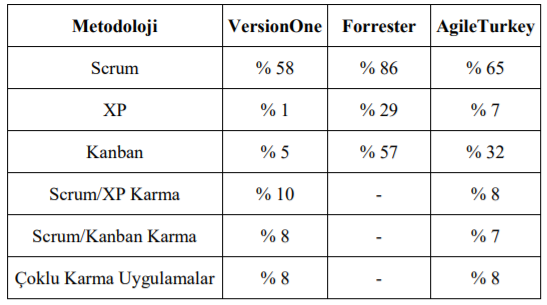 Metodoloji VersionOne Forrester AgileTurkey
Scrum % 58 % 86 % 65
XP % 1 % 29 % 7
Kanban % 5 % 57 % 32
Scrum/XP Karma % 10 - % 8
Scrum/Kanban Karma % 8 - % 7
Çoklu Karma Uygulamalar % 8 - % 8